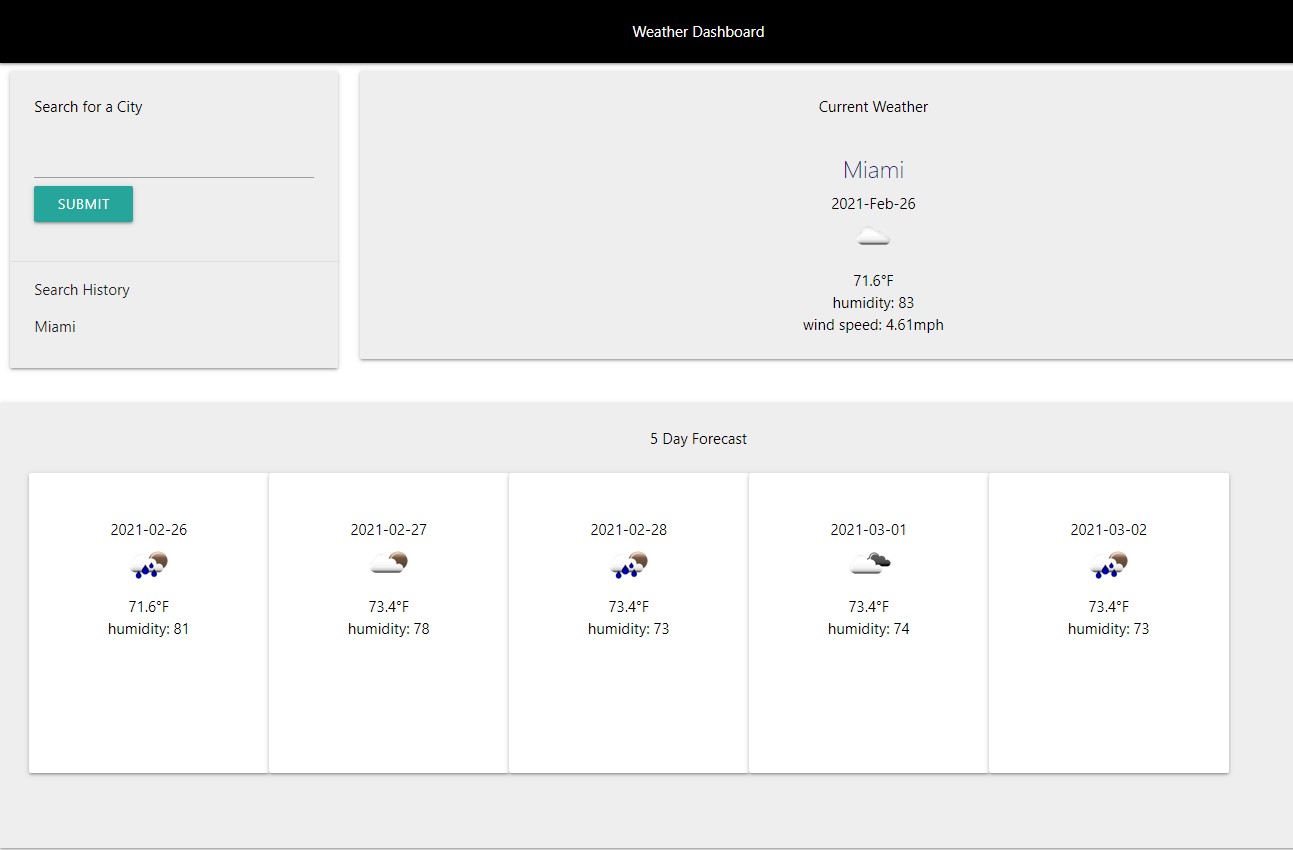 Weather Dashboard
Search for a City
SUBMIT
Search History
Miami
Current Weather
Miami
2021-Feb-26
71.6°F
humidity: 83
wind speed: 4.61mph
5 Day Forecast
2021-02-26
71.6°F
humidity: 81
2021-02-27
73.4°F
humidity: 78
2021-02-28
73.4°F
humidity: 73
2021-03-01
73.4°F
humidity: 74
2021-03-02
73.4°F
humidity: 73